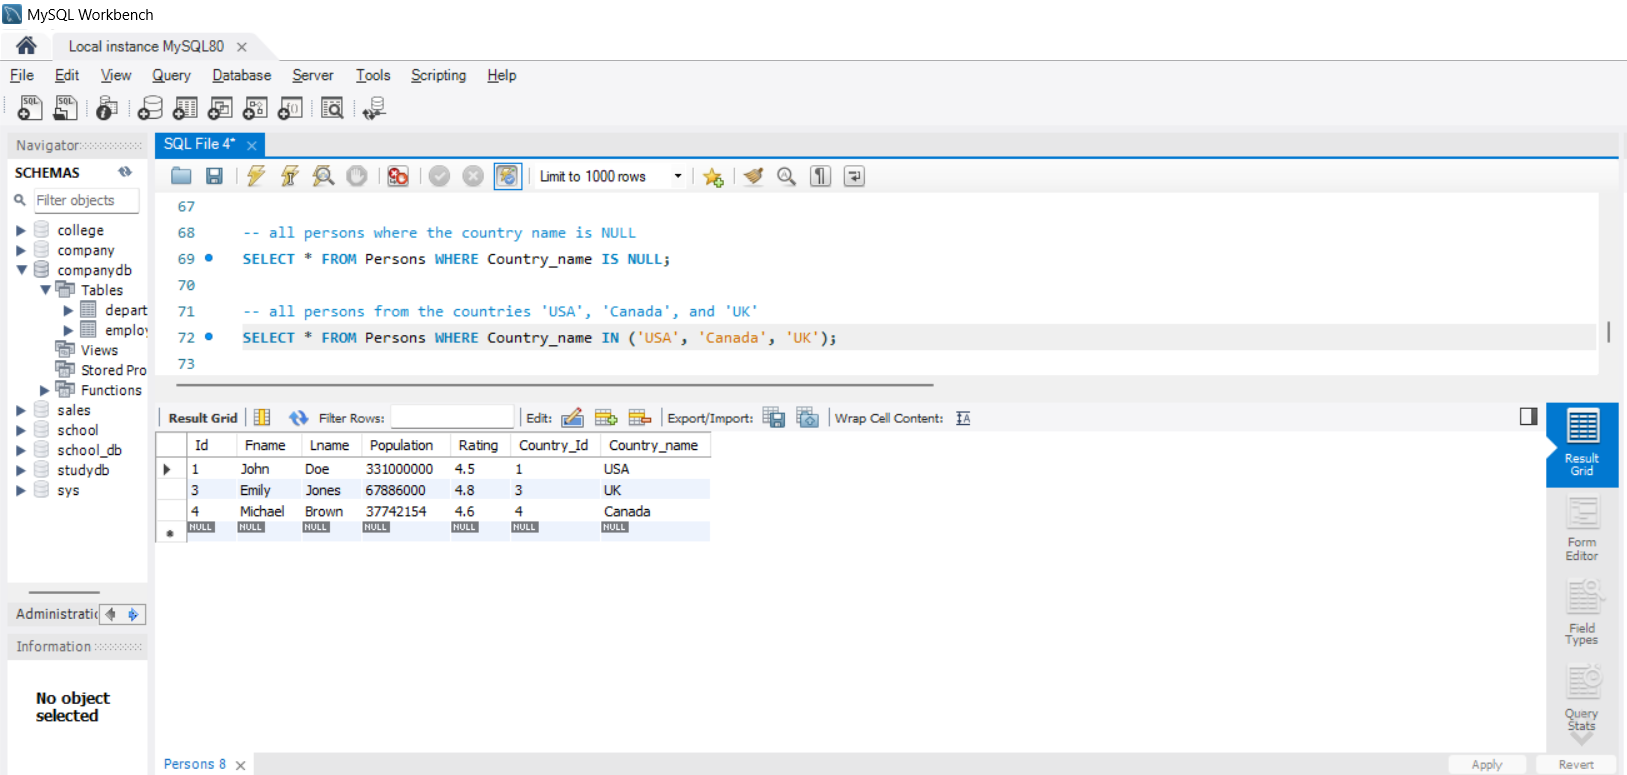 MySQL Workbench
Local instance MySQL80
File Edit View Query Database Server Tools Scripting Help
Navigator
SQL File 4*
SCHEMAS
Limit to 1000 rows
Filter objects
college
company
companydb
Tables
depart
employ
Views
Stored Pro
Functions
sales
school
school_db
studydb
sys
Administratic
Information
No object
selected
67
68 -- all persons where the country name is NULL
69 SELECT * FROM Persons WHERE Country_name IS NULL;
70
71 -- all persons from the countries 'USA', 'Canada', and 'UK'
72 SELECT * FROM Persons WHERE Country_name IN ('USA', 'Canada', 'UK');
73
Result Grid Filter Rows: Edit: Export/Import: Wrap Cell Content:
Id Fname Lname Population Rating Country_Id Country_name
1 John Doe 331000000 4.5 1 USA
3 Emily Jones 67886000 4.8 3 UK
4 Michael Brown 37742154 4.6 4 Canada
NULL NULL NULL NULL NULL NULL NULL
Result
Grid
Form
Editor
Field
Types
Query
Stats
Persons 8
Apply Revert